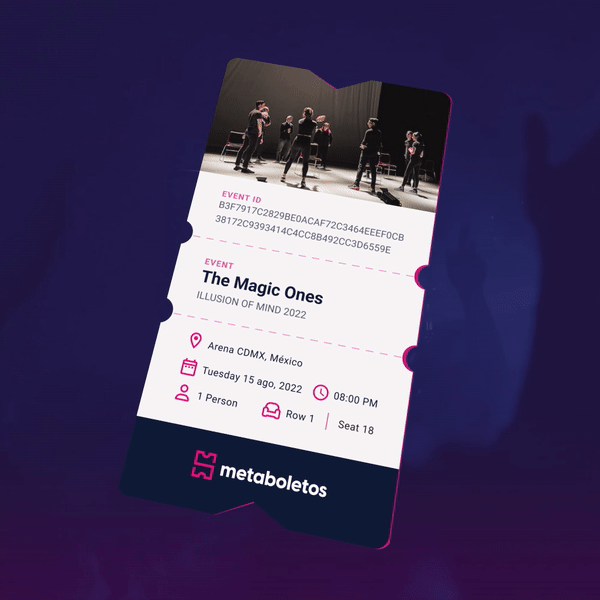 EVENT ID
B3F7917C2829BE0ACAF72C3464EEEF0CB
38172C9393414C4CC8B492CC3D6559E
EVENT
The Magic Ones
ILLUSION OF MIND 2022
Arena CDMX, México
Tuesday 15 ago, 2022 08:00 PM
1 Person Row 1 Seat 18
metaboletos